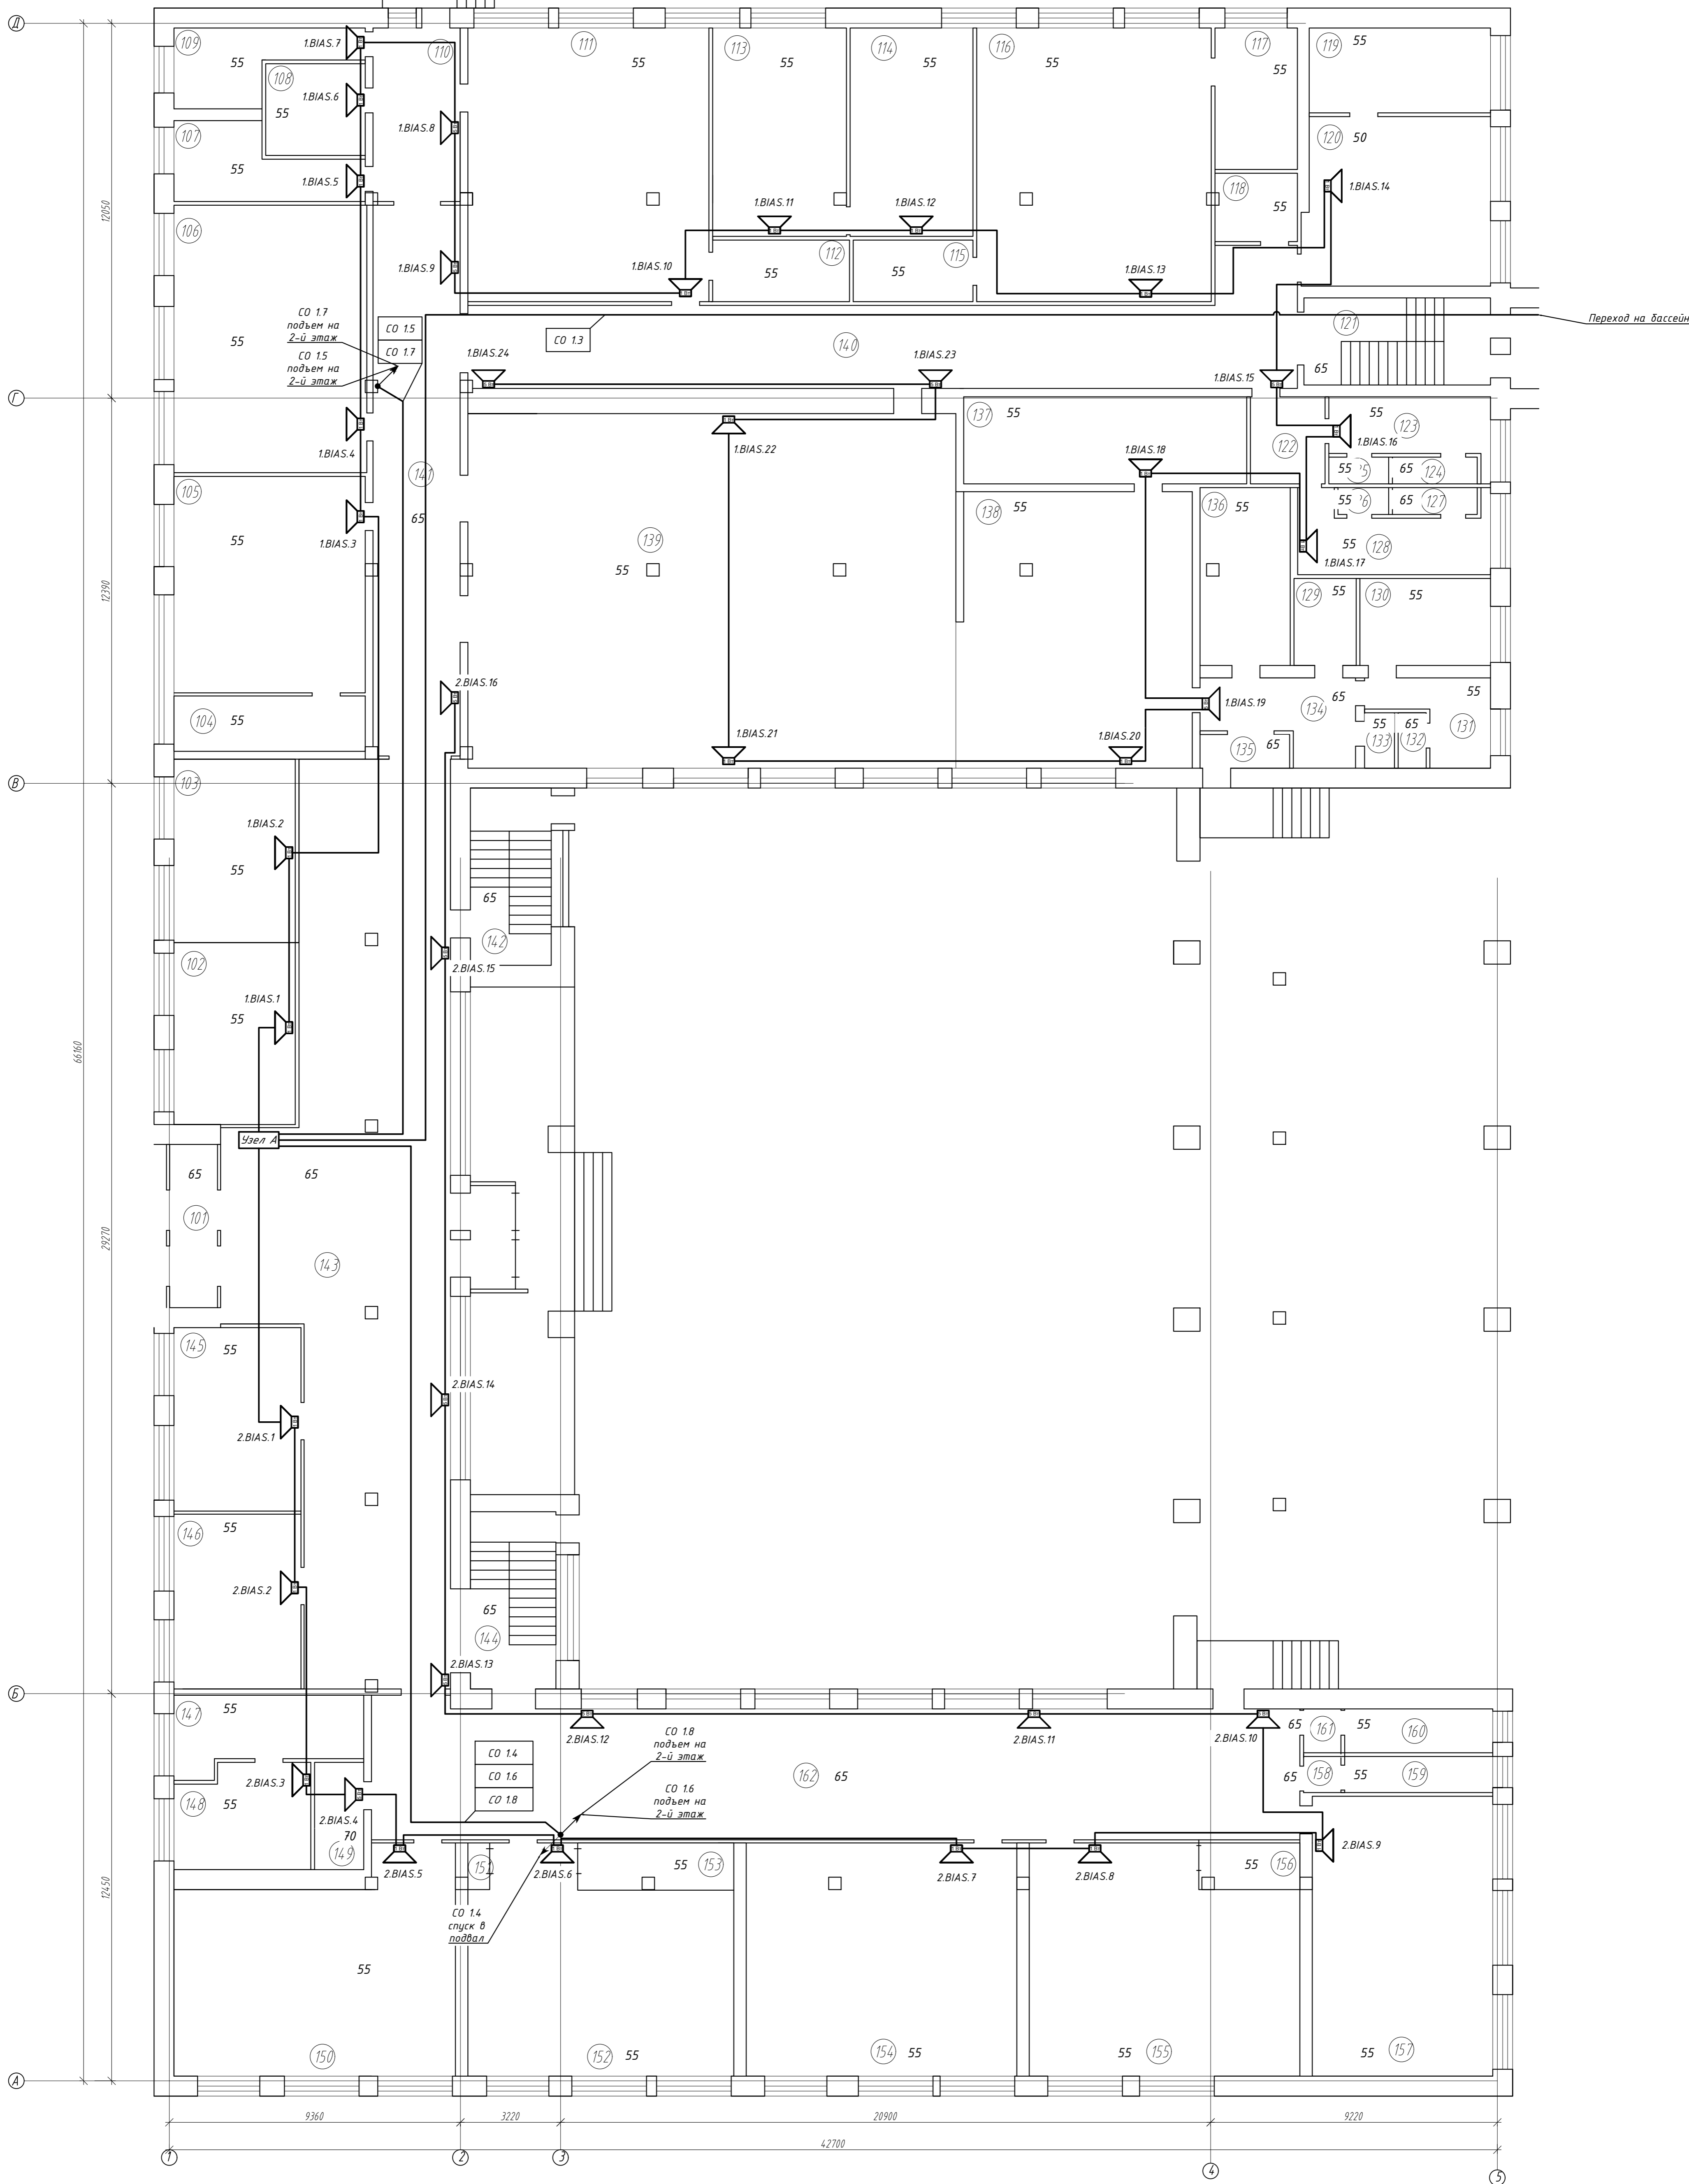 Д
109
55
1.BIAS.7
110
111
55
113
55
114
55
116
55
117
55
119
55
108
55
1.BIAS.6
107
55
1.BIAS.8
120
50
1.BIAS.5
118
55
1.BIAS.14
12050
106
1.BIAS.11
1.BIAS.12
1.BIAS.9
1.BIAS.10
112
55
115
55
1.BIAS.13
СО 1.7
подъем на
2-й этаж
СО 1.5
подъем на
2-й этаж
СО 1.5
СО 1.7
СО 1.3
140
121
65
Переход на бассейн
55
1.BIAS.24
1.BIAS.23
1.BIAS.15
Г
137
55
122
55
123
1.BIAS.16
1.BIAS.4
1.BIAS.22
1.BIAS.18
141
65
55
65
124
105
55
1.BIAS.3
139
55
138
55
136
55
55
65
127
55
128
1.BIAS.17
12390
129
55
130
55
104
55
2.BIAS.16
1.BIAS.19
134
65
55
131
1.BIAS.21
1.BIAS.20
135
65
55
133
65
132
В
103
1.BIAS.2
55
65
142
102
2.BIAS.15
1.BIAS.1
55
66160
Узел А
65
65
101
29270
143
145
55
2.BIAS.14
2.BIAS.1
146
55
2.BIAS.2
65
144
2.BIAS.13
Б
147
55
2.BIAS.12
2.BIAS.11
2.BIAS.10
65
161
55
160
СО 1.8
подъем на
2-й этаж
СО 1.4
СО 1.6
СО 1.8
СО 1.6
подъем на
2-й этаж
162
65
65
158
55
159
2.BIAS.3
148
55
2.BIAS.4
70
149
2.BIAS.5
151
2.BIAS.6
55
153
2.BIAS.7
2.BIAS.8
55
156
2.BIAS.9
12450
СО 1.4
спуск в
подвал
55
150
152
55
154
55
55
155
55
157
А
9360
3220
20900
9220
42700
1
2
3
4
5